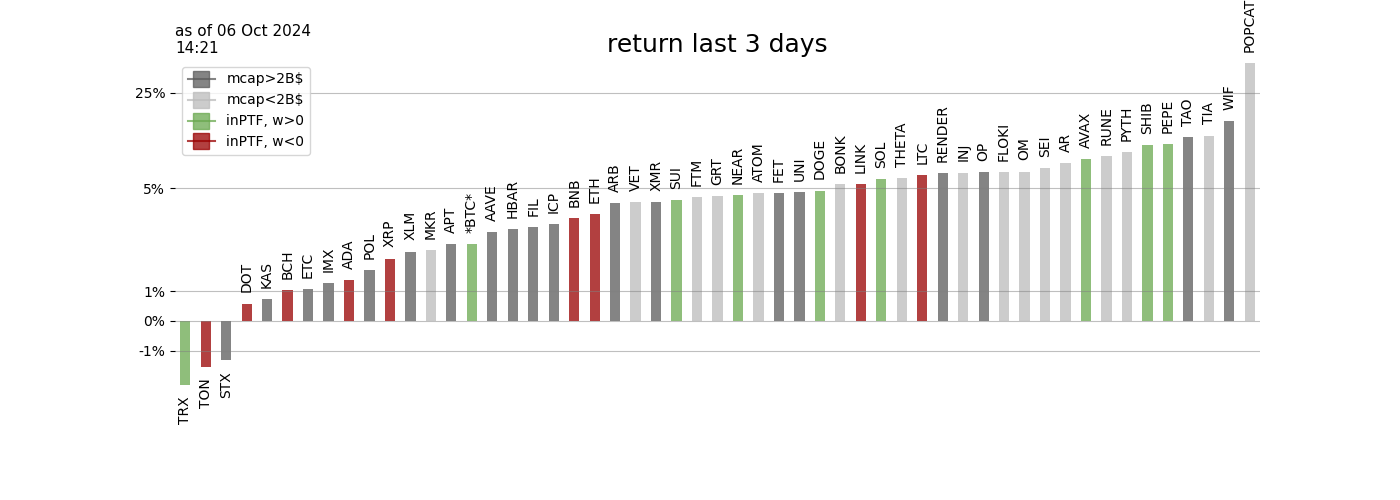 as of 06 Oct 2024
14:21
return last 3 days
mcap>2B$
mcap<2B$
inPTF, w>0
inPTF, w<0
25%
5%
1%
0%
-1%
TRX
TON
STX
DOT
KAS
BCH
ETC
IMX
ADA
POL
XRP
XLM
MKR
APT
*BTC*
AAVE
HBAR
FIL
ICP
BNB
ETH
ARB
VET
XMR
SUI
FTM
GRT
NEAR
ATOM
FET
UNI
DOGE
BONK
LINK
SOL
THETA
LTC
RENDER
INJ
OP
FLOKI
OM
SEI
AR
AVAX
RUNE
PYTH
SHIB
PEPE
TAO
TIA
WIF
POPCAT